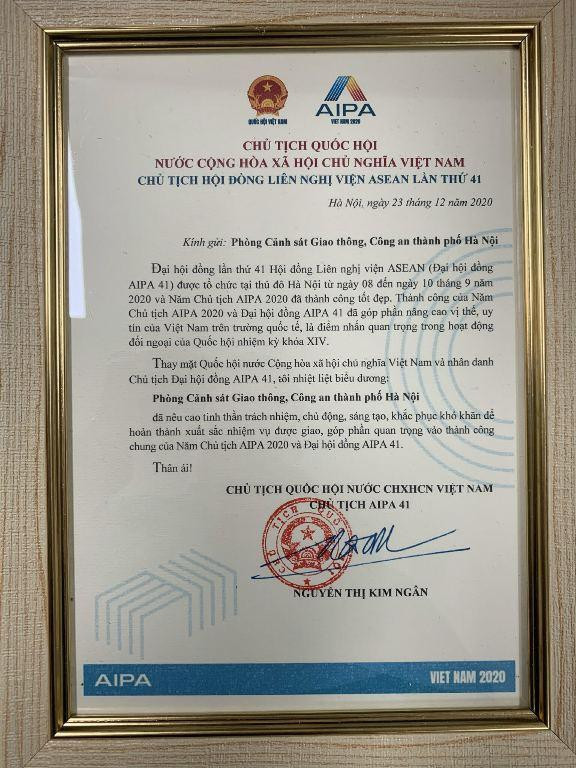 QUỐC HỘI VIỆT NAM
AIPA
VIET NAM 2020
CHỦ TỊCH QUỐC HỘI
NƯỚC CỘNG HÒA XÃ HỘI CHỦ NGHĨA VIỆT NAM
CHỦ TỊCH HỘI ĐỒNG LIÊN NGHỊ VIỆN ASEAN LẦN THỨ 41
Hà Nội, ngày 23 tháng 12 năm 2020
Kính gửi: Phòng Cảnh sát Giao thông, Công an thành phố Hà Nội
Đại hội đồng lần thứ 41 Hội đồng Liên nghị viện ASEAN (Đại hội đồng
AIPA 41) được tổ chức tại thủ đô Hà Nội từ ngày 08 đến ngày 10 tháng 9 năm
2020 và Năm Chủ tịch AIPA 2020 đã thành công tốt đẹp. Thành công của Năm
Chủ tịch AIPA 2020 và Đại hội đồng AIPA 41 đã góp phần nâng cao vị thế, uy
tín của Việt Nam trên trường quốc tế, là điểm nhấn quan trọng trong hoạt động
đối ngoại của Quốc hội nhiệm kỳ khóa XIV.
Thay mặt Quốc hội nước Cộng hòa xã hội chủ nghĩa Việt Nam và nhân danh
Chủ tịch Đại hội đồng AIPA 41, tôi nhiệt liệt biểu dương:
Phòng Cảnh sát Giao thông, Công an thành phố Hà Nội
đã nêu cao tinh thần trách nhiệm, chủ động, sáng tạo, khắc phục khó khăn để
hoàn thành xuất sắc nhiệm vụ được giao, góp phần quan trọng vào thành công
chung của Năm Chủ tịch AIPA 2020 và Đại hội đồng AIPA 41.
Thân ái!
CHỦ TỊCH QUỐC HỘI NƯỚC CHXHCN VIỆT NAM
CHỦ TỊCH AIPA 41
CHỦ TỊCH QUỐC HỘI
NGUYỄN THỊ KIM NGÂN
AIPA
VIET NAM 2020